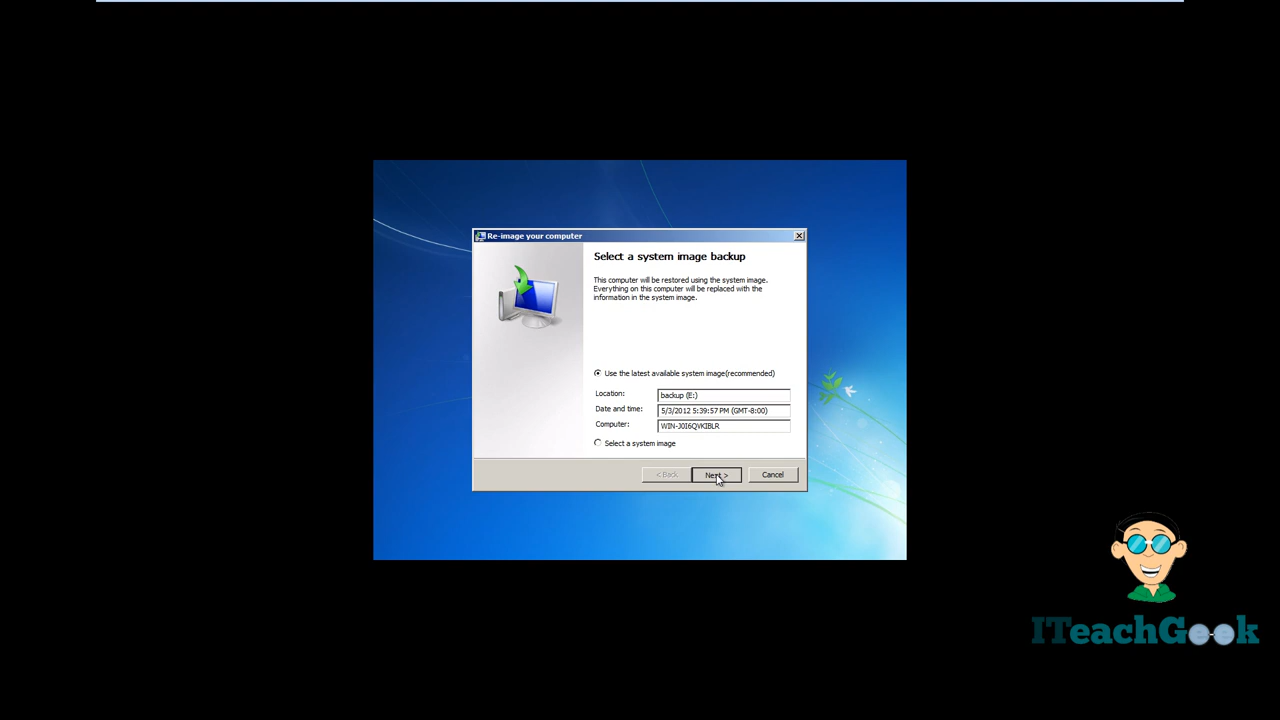 Re-image your computer
Select a system image backup
This computer will be restored using the system image.
Everything on this computer will be replaced with the
information in the system image.
Use the latest available system image(recommended)
Location: backup (E:)
Date and time: 5/3/2012 5:39:57 PM (GMT-8:00)
Computer: WIN-J0I6QVKIBLR
Select a system image
< Back Next > Cancel
ITeachGeek